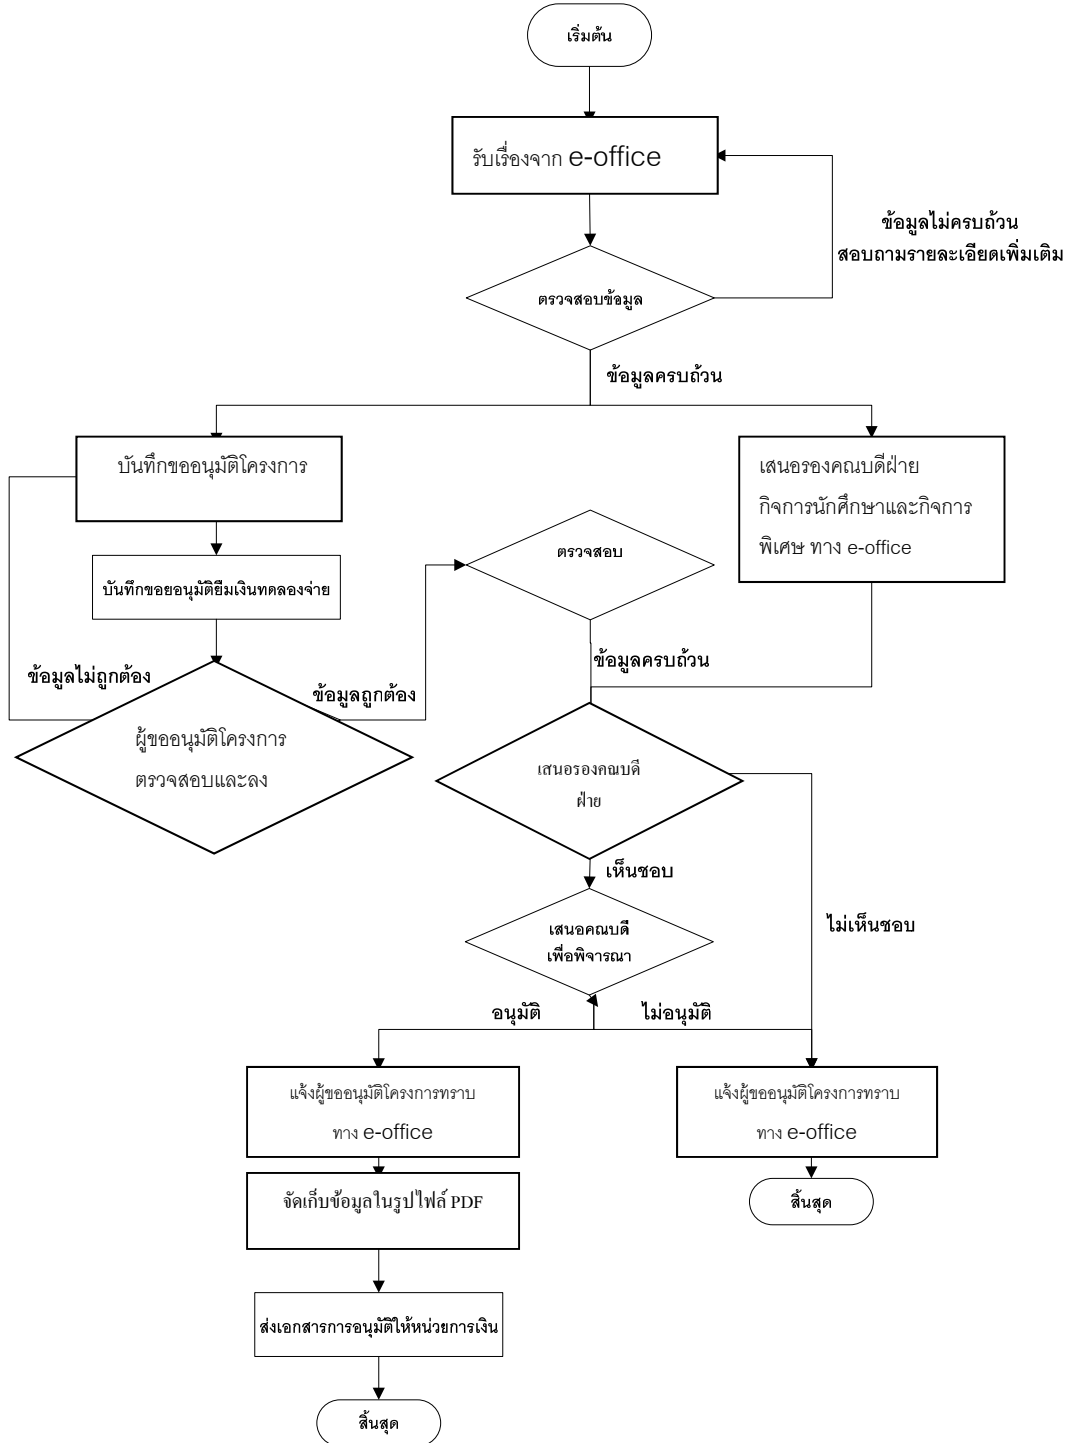 เริ่มต้น
รับเรื่องจาก e-office
ข้อมูลไม่ครบถ้วน
สอบถามรายละเอียดเพิ่มเติม
ตรวจสอบข้อมูล
ข้อมูลครบถ้วน
บันทึกขออนุมัติโครงการ
เสนอรองคณบดีฝ่าย
กิจการนักศึกษาและกิจการ
พิเศษ ทาง e-office
บันทึกขอยอนุมัติยืมเงินทดลองจ่าย
ตรวจสอบ
ข้อมูลไม่ถูกต้อง
ข้อมูลถูกต้อง
ข้อมูลครบถ้วน
ผู้ขออนุมัติโครงการ
ตรวจสอบและลง
เสนอรองคณบดี
ฝ่าย
เห็นชอบ
ไม่เห็นชอบ
เสนอคณบดี
เพื่อพิจารณา
อนุมัติ
ไม่อนุมัติ
แจ้งผู้ขออนุมัติโครงการทราบ
ทาง e-office
แจ้งผู้ขออนุมัติโครงการทราบ
ทาง e-office
จัดเก็บข้อมูลในรูปไฟล์ PDF
สิ้นสุด
ส่งเอกสารการอนุมัติให้หน่วยการเงิน
สิ้นสุด